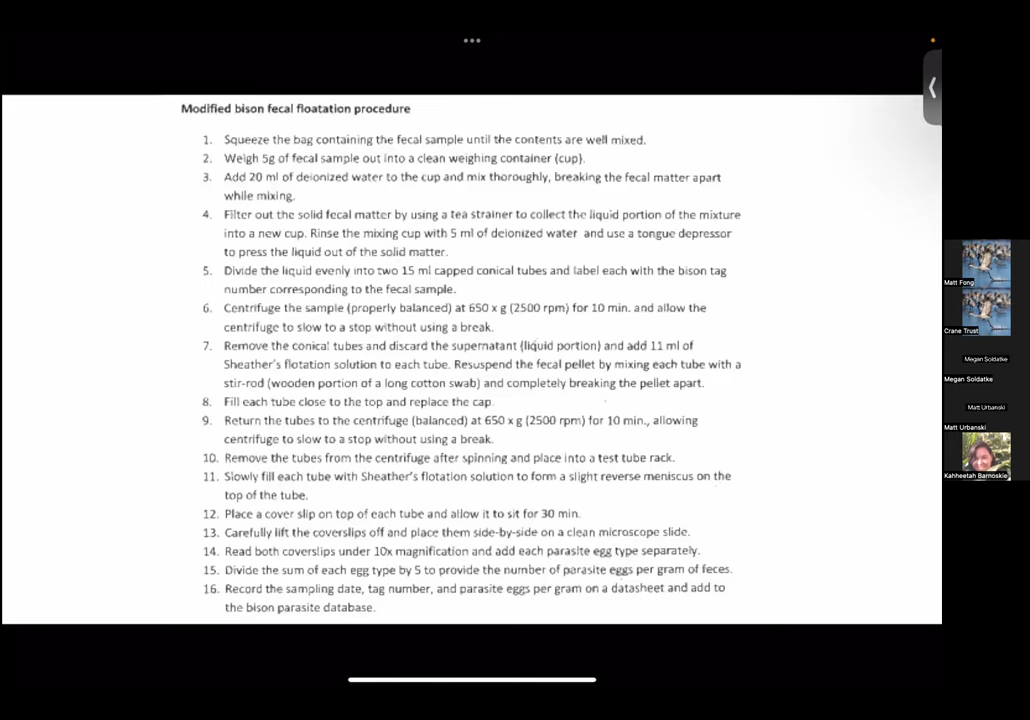 Modified bison fecal floatation procedure
1. Squeeze the bag containing the fecal sample until the contents are well mixed.
2. Weigh 5g of fecal sample out into a clean weighing container (cup).
3. Add 20 ml of deionized water to the cup and mix thoroughly, breaking the fecal matter apart
while mixing.
4. Filter out the solid fecal matter by using a tea strainer to collect the liquid portion of the mixture
into a new cup. Rinse the mixing cup with 5 ml of deionized water and use a tongue depressor
to press the liquid out of the solid matter.
5. Divide the liquid evenly into two 15 ml capped conical tubes and label each with the bison tag
number corresponding to the fecal sample.
6. Centrifuge the sample (properly balanced) at 650 x g (2500 rpm) for 10 min. and allow the
centrifuge to slow to a stop without using a break.
7. Remove the conical tubes and discard the supernatant (liquid portion) and add 11 ml of
Sheather's flotation solution to each tube. Resuspend the fecal pellet by mixing each tube with a
stir-rod (wooden portion of a long cotton swab) and completely breaking the pellet apart.
8. Fill each tube close to the top and replace the cap.
9. Return the tubes to the centrifuge (balanced) at 650 x g (2500 rpm) for 10 min., allowing
centrifuge to slow to a stop without using a break.
10. Remove the tubes from the centrifuge after spinning and place into a test tube rack.
11. Slowly fill each tube with Sheather's flotation solution to form a slight reverse meniscus on the
top of the tube.
12. Place a cover slip on top of each tube and allow it to sit for 30 min.
13. Carefully lift the coverslips off and place them side-by-side on a clean microscope slide.
14. Read both coverslips under 10x magnification and add each parasite egg type separately.
15. Divide the sum of each egg type by 5 to provide the number of parasite eggs per gram of feces.
16. Record the sampling date, tag number, and parasite eggs per gram on a datasheet and add to
the bison parasite database.
Matt Fong
Crane Trust
Megan Soldatke
Megan Soldatke
Matt Urbanski
Matt Urbanski
Kahheetah Barnoskie